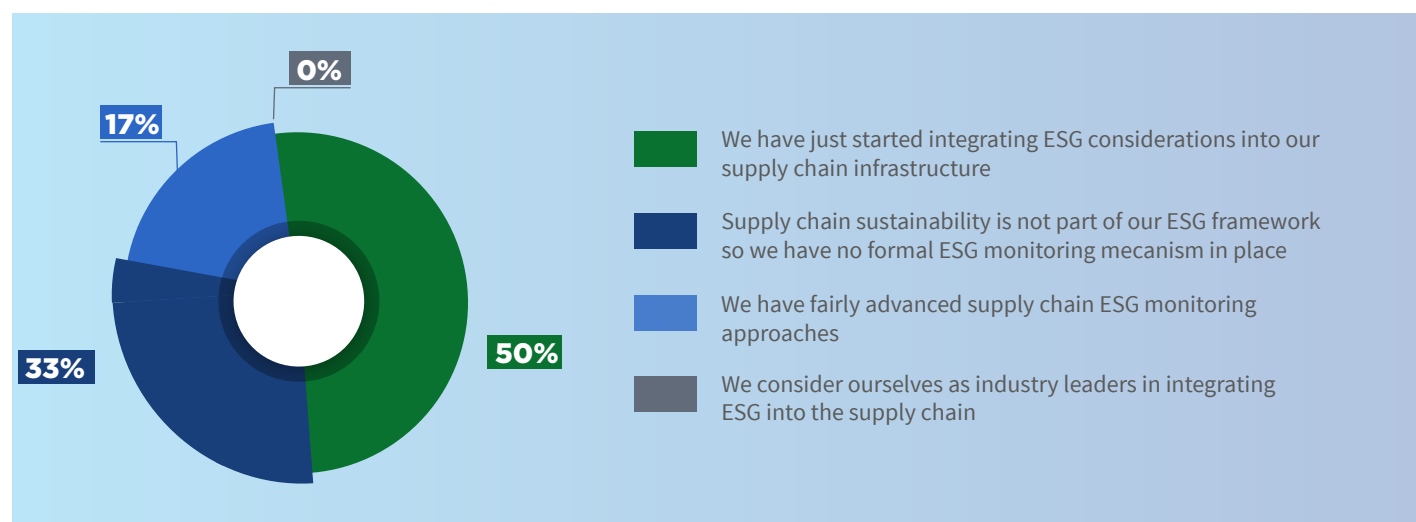 0%
17%
33%
50%
We have just started integrating ESG considerations into our
supply chain infrastructure
Supply chain sustainability is not part of our ESG framework
so we have no formal ESG monitoring mecanism in place
We have fairly advanced supply chain ESG monitoring
approaches
We consider ourselves as industry leaders in integrating
ESG into the supply chain